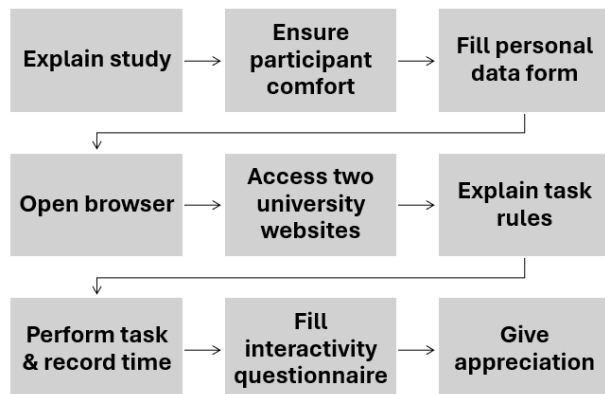 Explain study
Ensure
participant
comfort
Fill personal
data form
Open browser
Access two
university
websites
Explain task
rules
Perform task
& record time
Fill
interactivity
questionnaire
Give
appreciation